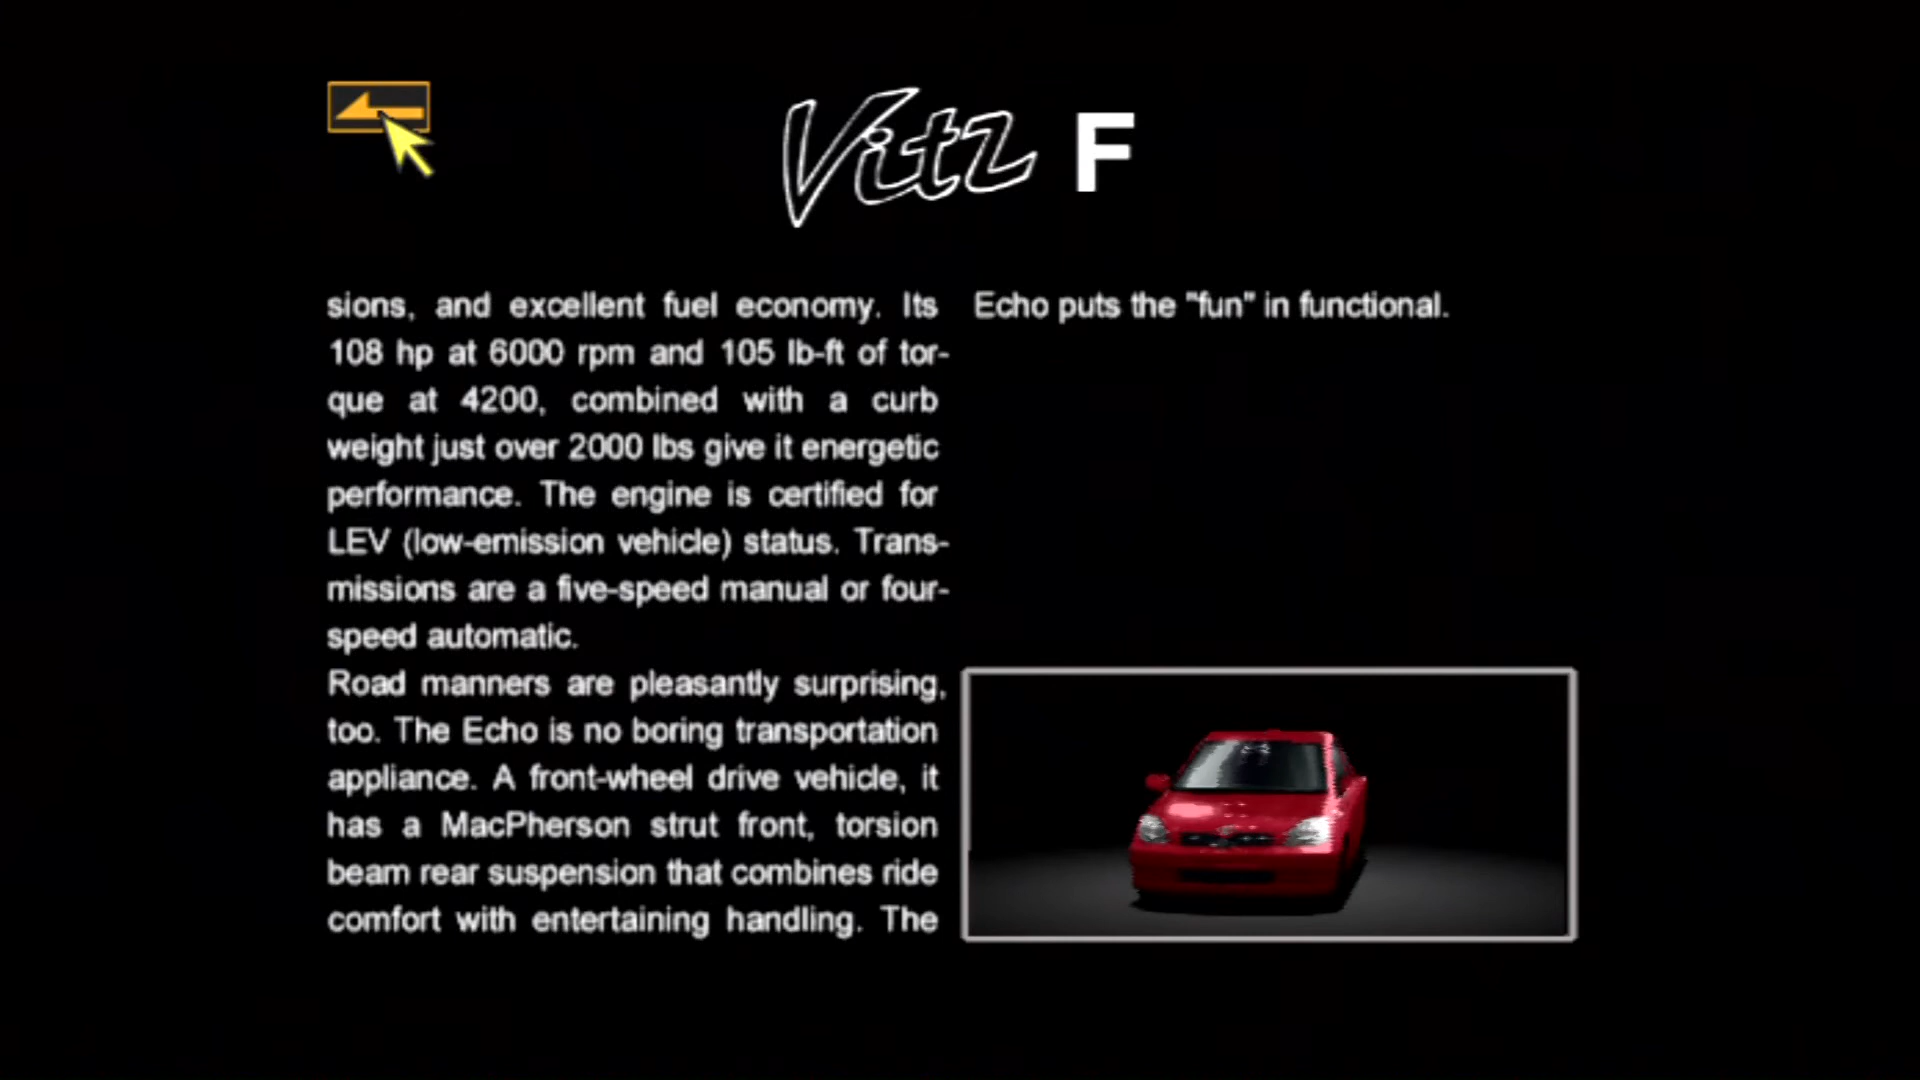 Vitz F
sions, and excellent fuel economy. Its
108 hp at 6000 rpm and 105 lb-ft of tor-
que at 4200, combined with a curb
weight just over 2000 lbs give it energetic
performance. The engine is certified for
LEV (low-emission vehicle) status. Trans-
missions are a five-speed manual or four-
speed automatic.
Road manners are pleasantly surprising,
too. The Echo is no boring transportation
appliance. A front-wheel drive vehicle, it
has a MacPherson strut front, torsion
beam rear suspension that combines ride
comfort with entertaining handling. The
Echo puts the "fun" in functional.